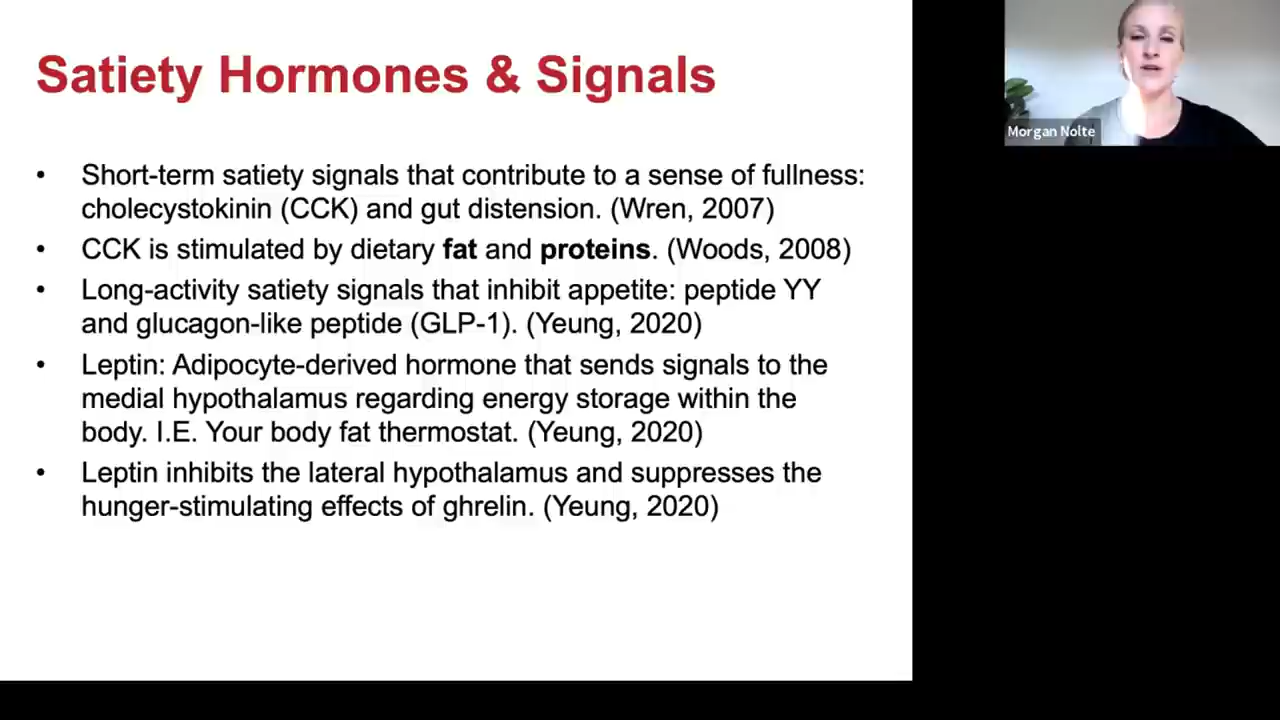 Satiety Hormones & Signals
• Short-term satiety signals that contribute to a sense of fullness:
cholecystokinin (CCK) and gut distension. (Wren, 2007)
• CCK is stimulated by dietary fat and proteins. (Woods, 2008)
• Long-activity satiety signals that inhibit appetite: peptide YY
and glucagon-like peptide (GLP-1). (Yeung, 2020)
• Leptin: Adipocyte-derived hormone that sends signals to the
medial hypothalamus regarding energy storage within the
body. I.E. Your body fat thermostat. (Yeung, 2020)
• Leptin inhibits the lateral hypothalamus and suppresses the
hunger-stimulating effects of ghrelin. (Yeung, 2020)
Morgan Nolte